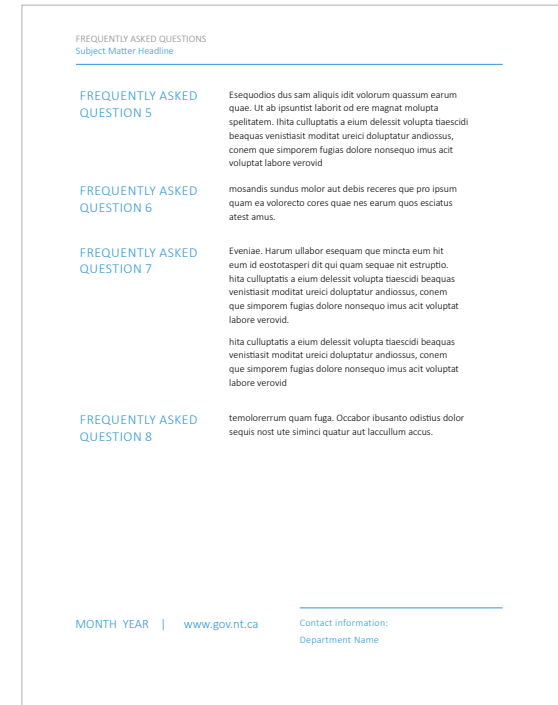 FREQUENTLY ASKED QUESTIONS
Subject Matter Headline
FREQUENTLY ASKED
QUESTION 5
Esequodios dus sam aliquis idit volorum quassum earum
quae. Ut ab ipsuntist laborit od ere magnat molupta
spelitatem. Ihita culluptatis a eium delessit volupta tiaescidi
beaquas venistiasit moditat ureici doluptatur andiossus,
conem que simporem fugias dolore nonsequo imus acit
voluptat labore verovid
FREQUENTLY ASKED
QUESTION 6
mosandis sundus molor aut debis receres que pro ipsum
quam ea volorecto cores quae nes earum quos esciatus
atest amus.
FREQUENTLY ASKED
QUESTION 7
Eveniae. Harum ullabor esequam que mincta eum hit
eum id eostotasperi dit qui quam sequae nit estruptio.
hita culluptatis a eium delessit volupta tiaescidi beaquas
venistiasit moditat ureici doluptatur andiossus, conem
que simporem fugias dolore nonsequo imus acit voluptat
labore verovid.
hita culluptatis a eium delessit volupta tiaescidi beaquas
venistiasit moditat ureici doluptatur andiossus, conem
que simporem fugias dolore nonsequo imus acit voluptat
labore verovid
FREQUENTLY ASKED
QUESTION 8
temolorerrum quam fuga. Occabor ibusanto odistius dolor
sequis nost ute siminci quatur aut laccullum accus.
MONTH YEAR | www.gov.nt.ca
Contact information:
Department Name